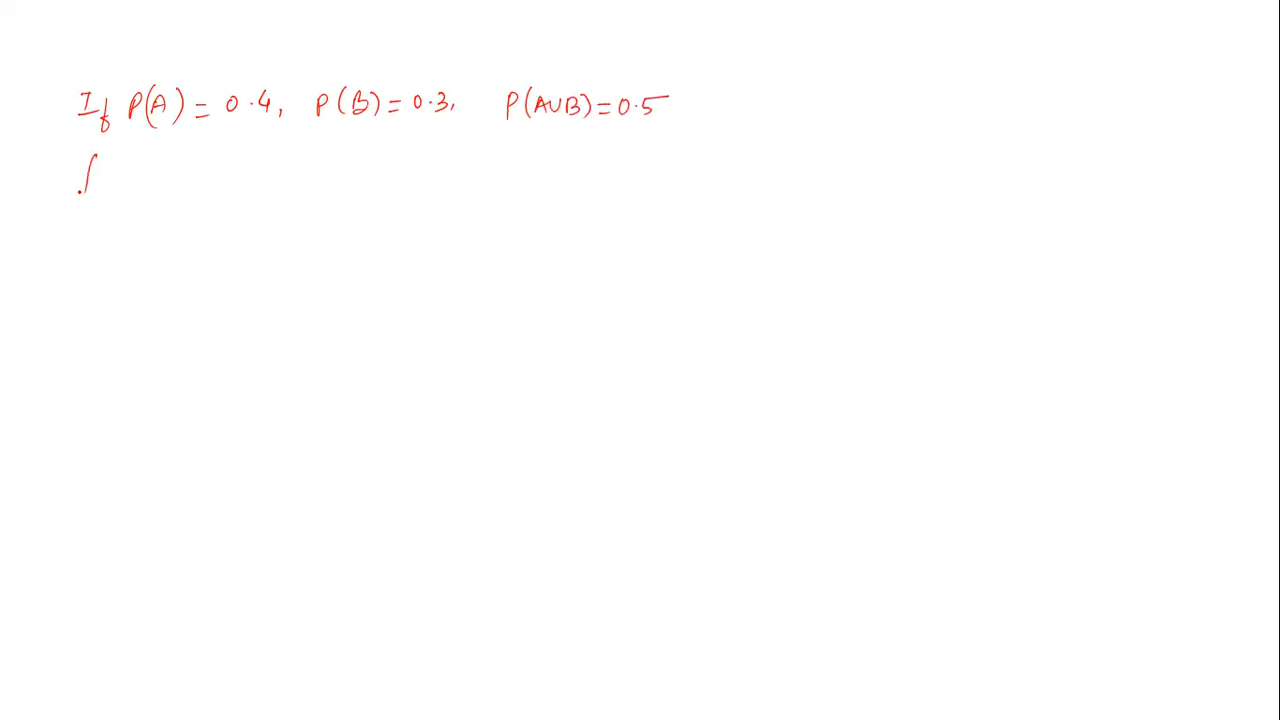 If P(A) = 0.4, P(B) = 0.3, P(A∪B) = 0.5